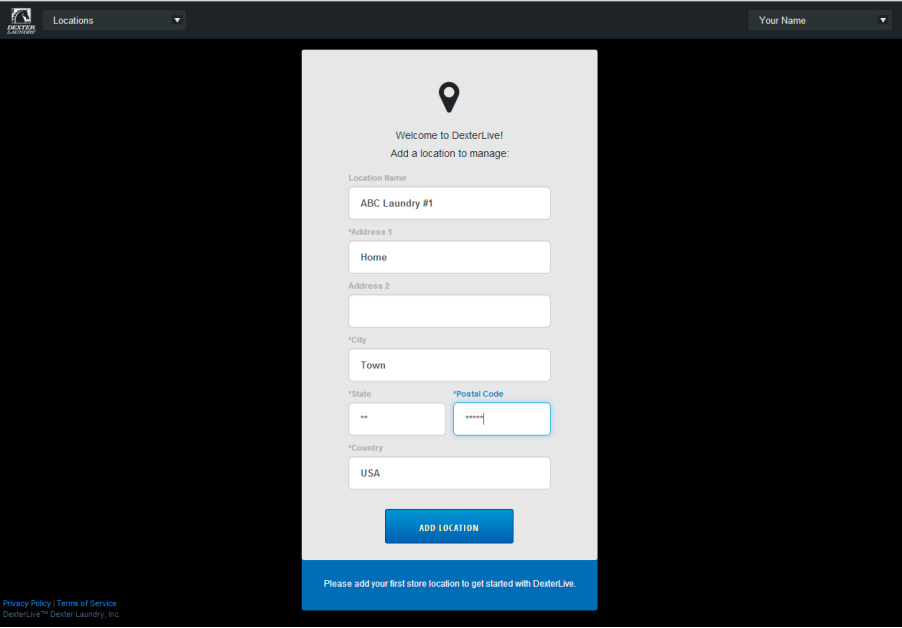 DEXTER
LAUNDRY
Locations
Your Name
Welcome to DexterLive!
Add a location to manage:
Location Name
ABC Laundry #1
*Address 1
Home
Address 2
*City
Town
*State *Postal Code
** *****
*Country
USA
ADD LOCATION
Please add your first store location to get started with DexterLive.
Privacy Policy | Terms of Service
DexterLive™ Dexter Laundry, Inc.